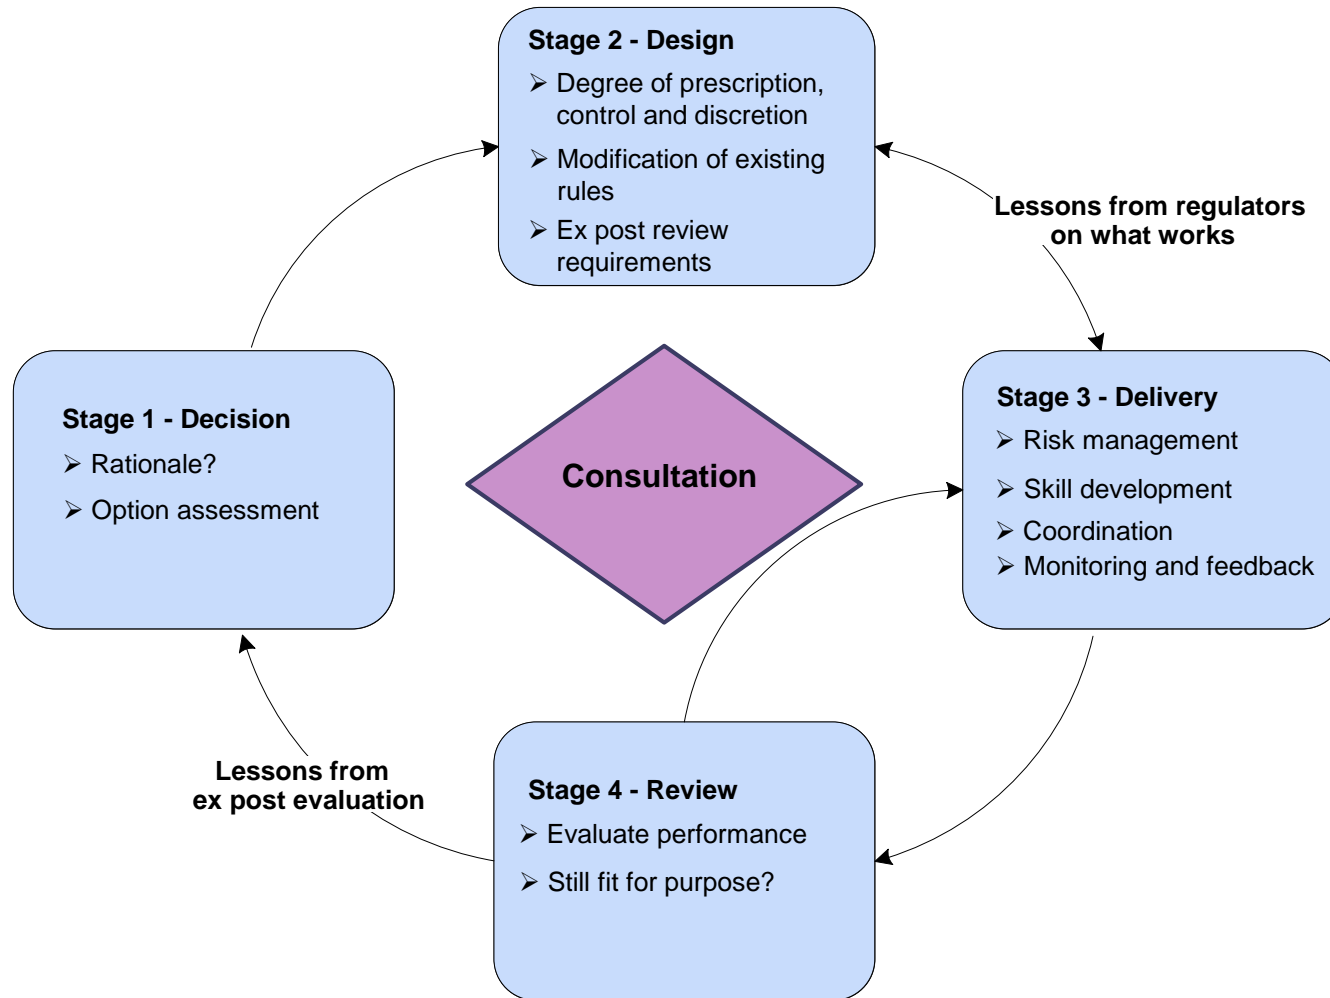 Stage 2 - Design
➢ Degree of prescription,
control and discretion
➢ Modification of existing
rules
➢ Ex post review
requirements
Lessons from regulators
on what works
Stage 1 - Decision
➢ Rationale?
➢ Option assessment
Consultation
Stage 3 - Delivery
➢ Risk management
➢ Skill development
➢ Coordination
➢ Monitoring and feedback
Lessons from
ex post evaluation
Stage 4 - Review
➢ Evaluate performance
➢ Still fit for purpose?